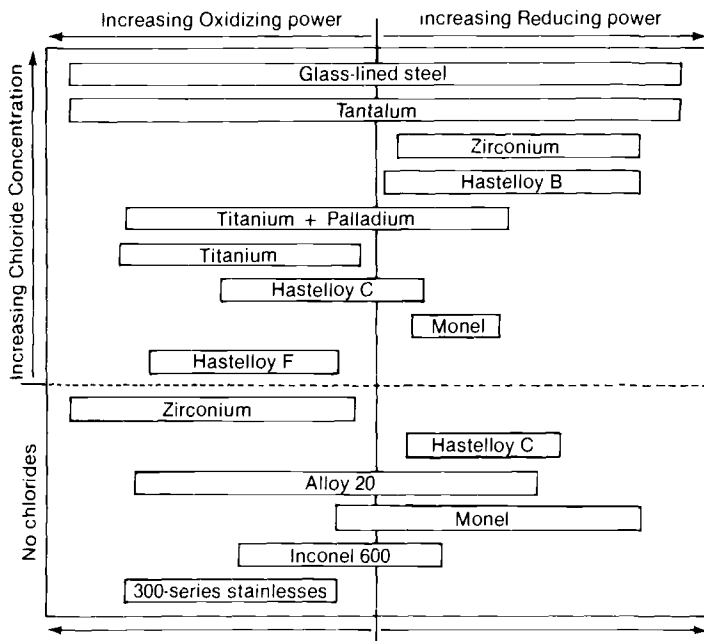 Increasing Oxidizing power
Increasing Reducing power
Increasing Chloride Concentration
Glass-lined steel
Tantalum
Zirconium
Hastelloy B
Titanium + Palladium
Titanium
Hastelloy C
Monel
Hastelloy F
No chlorides
Zirconium
Hastelloy C
Alloy 20
Monel
Inconel 600
300-series stainlesses